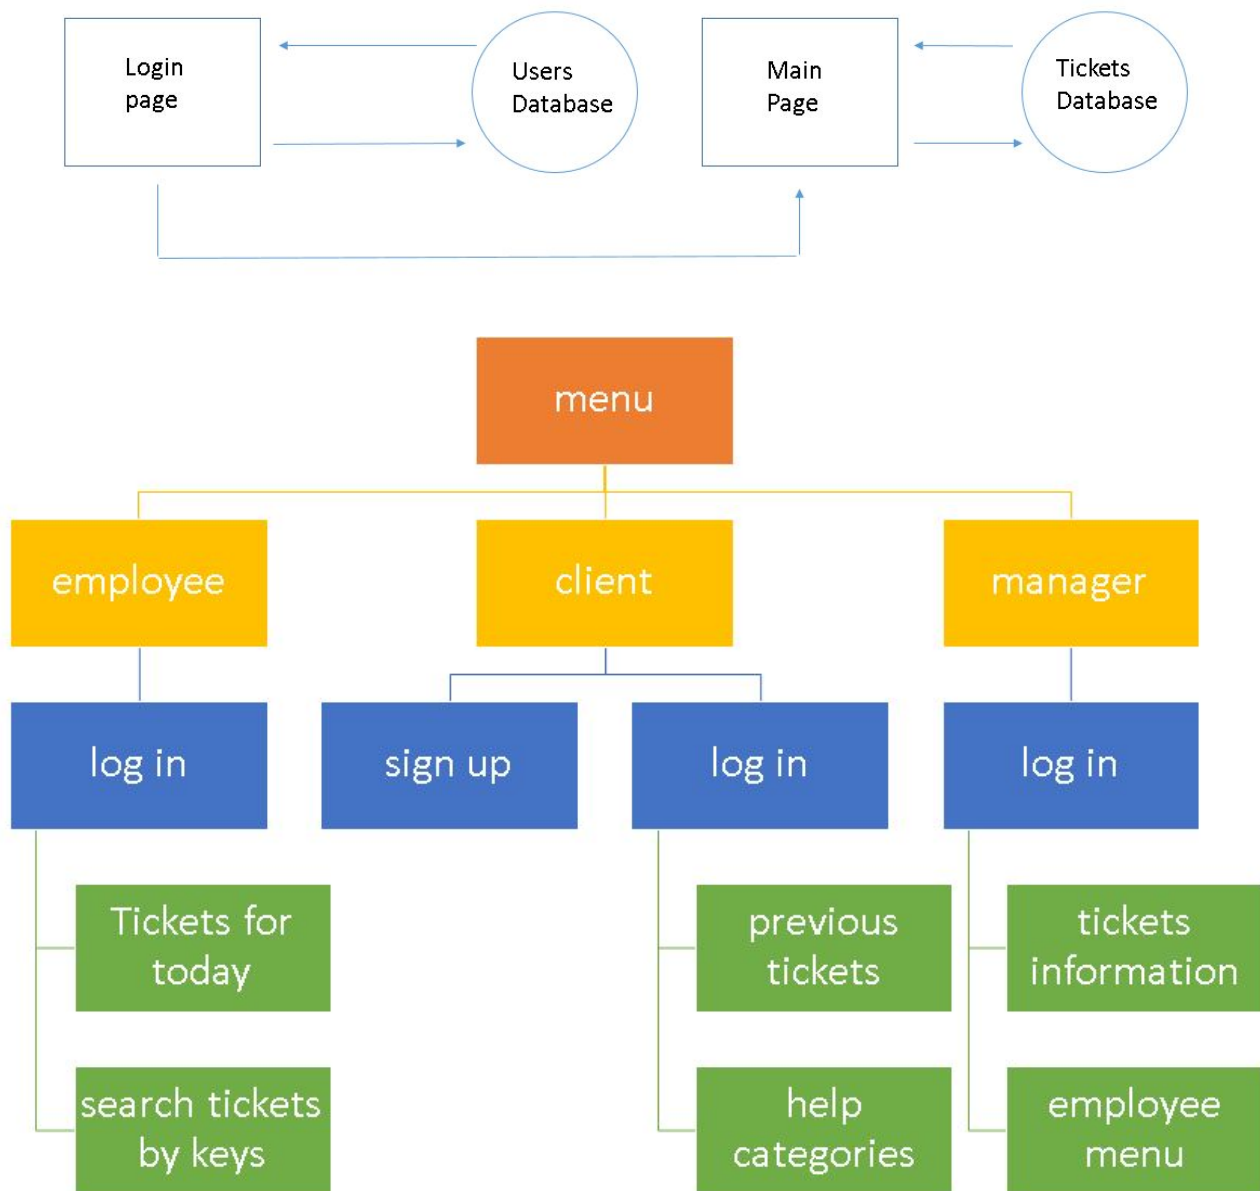 Login
page
Users
Database
Main
Page
Tickets
Database
menu
employee
client
manager
log in
sign up
log in
log in
Tickets for
today
previous
tickets
tickets
information
search tickets
by keys
help
categories
employee
menu